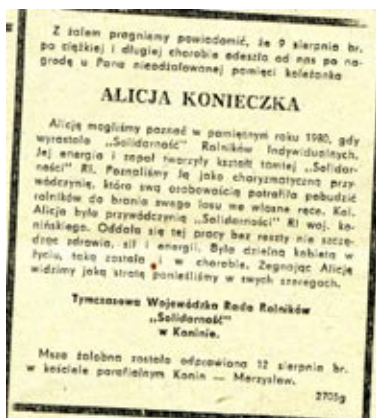 Z żalem pragniemy powiadomić, że 9 sierpnia br.
po ciężkiej i długiej chorobie odeszła od nas po na-
grodę u Pana nieodżałowanej pamięci koleżanka
ALICJA KONIECZKA
Alicję mogliśmy poznać w pamiętnym roku 1980, gdy
wyrastała „Solidarność" Rolników Indywidualnych.
Jej energia i zapał tworzyły kształt tamtej „Solidar-
ności" RI. Poznaliśmy Ją jako charyzmatyczną przy-
wódczynię, która swą osobowością potrafiła pobudzić
rolników do brania swego losu we własne ręce. Kol.
Alicja była przywódczynią „Solidarności" RI woj. ko-
nińskiego. Oddała się tej pracy bez reszty nie szczę-
dząc zdrowia, sił i energii. Była dzielną kobietą w
życiu, taką została i w chorobie. Żegnając Alicję
widzimy jaką stratę ponieśliśmy w swych szeregach.
Tymczasowa Wojewódzka Rada Rolników
„Solidarność"
w Koninie.
Msza żałobna została odprawiona 12 sierpnia br.
w kościele parafialnym Konin — Morzysław.
2705g